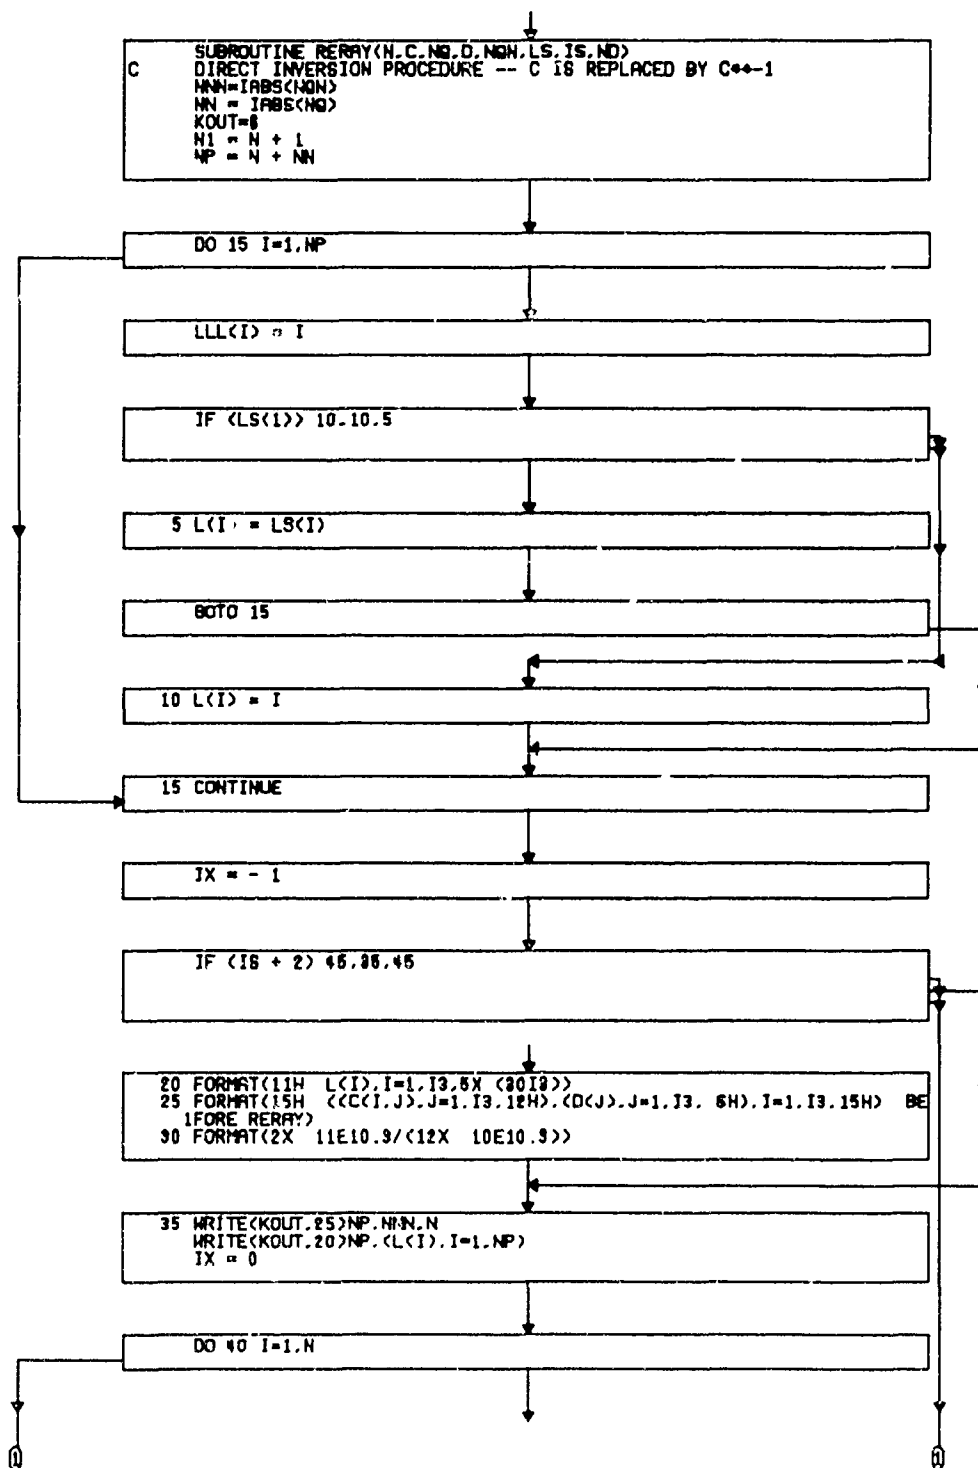 SUBROUTINE RERAY(N,C,NQ,D,NQN,LS,IS,ND)
C DIRECT INVERSION PROCEDURE -- C IS REPLACED BY C**-1
NNN=IABS(NQN)
NN = IABS(NQ)
KOUT=6
N1 = N + 1
NP = N + NN
DO 15 I=1,NP
LLL(I) = I
IF (LS(1)) 10,10,5
5 L(I) = LS(I)
GOTO 15
10 L(I) = I
15 CONTINUE
IX = - 1
IF (IS + 2) 45,35,45
20 FORMAT(11H L(I),I=1,I3,5X (30I3))
25 FORMAT(15H ((C(I,J),J=1,I3,12H),(D(J),J=1,I3, 6H),I=1,I3,15H) BE
1FORE RERAY)
30 FORMAT(2X 11E10.3/(12X 10E10.3))
35 WRITE(KOUT,25)NP,NNN,N
WRITE(KOUT,20)NP,(L(I),I=1,NP)
IX = 0
DO 40 I=1,N
1 1